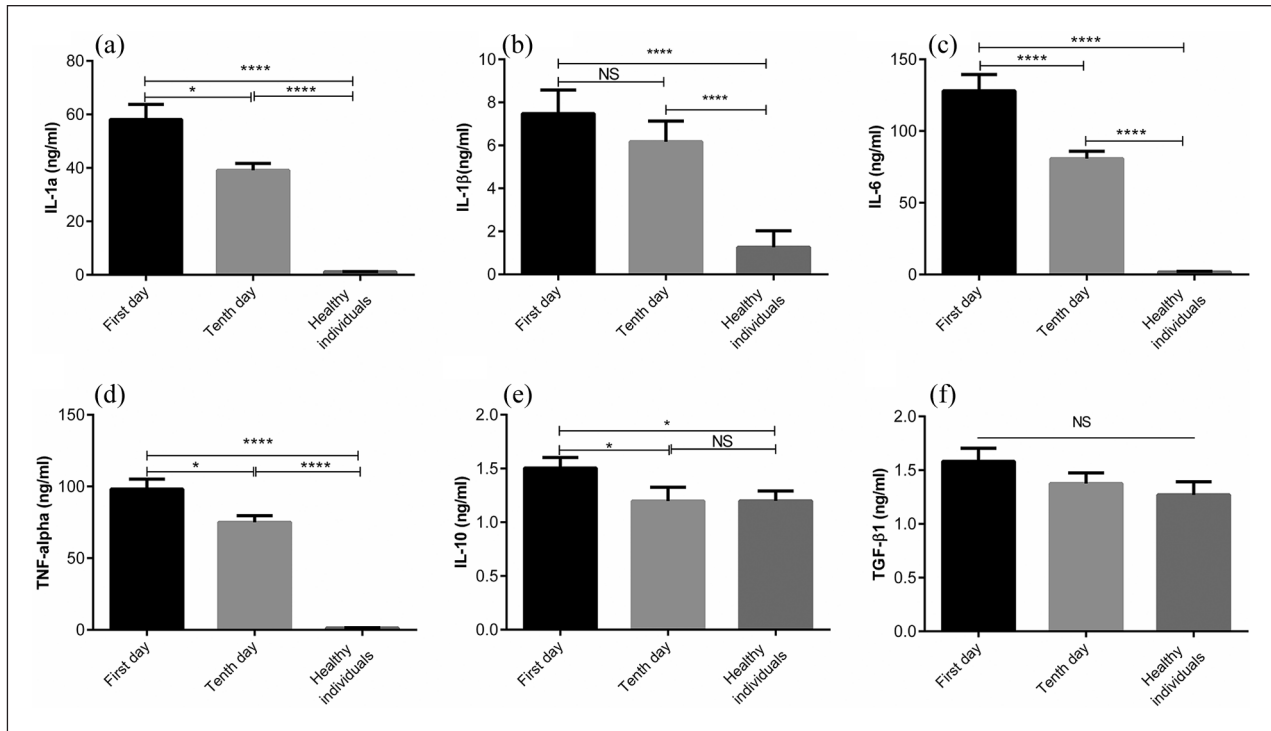 (a)
80
60
40
20
0
IL-1a (ng/ml)
****
*
****
First day
Tenth day
Healthy
individuals
(b)
10
8
6
4
2
0
IL-1β(ng/ml)
****
NS
****
First day
Tenth day
Healthy
individuals
(c)
150
100
50
0
IL-6 (ng/ml)
****
****
****
First day
Tenth day
Healthy
individuals
(d)
150
100
50
0
TNF-alpha (ng/ml)
****
*
****
First day
Tenth day
Healthy
individuals
(e)
2.0
1.5
1.0
0.5
0.0
IL-10 (ng/ml)
*
*
NS
First day
Tenth day
Healthy
individuals
(f)
2.0
1.5
1.0
0.5
0.0
TGF-β1 (ng/ml)
NS
First day
Tenth day
Healthy
individuals